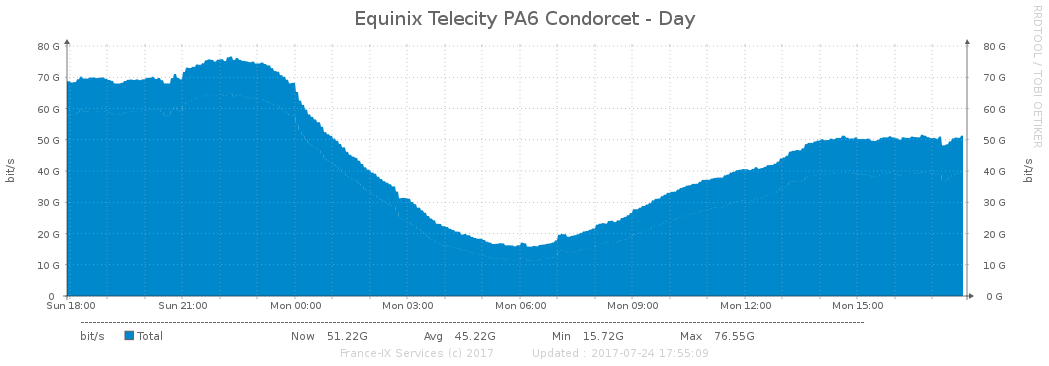 Equinix Telecity PA6 Condorcet - Day
RRDTOOL / TOBI OETIKER
bit/s
80 G 80 G
70 G 70 G
60 G 60 G
50 G 50 G
40 G 40 G
30 G 30 G
20 G 20 G
10 G 10 G
0 0 G
bit/s
Sun 18:00 Sun 21:00 Mon 00:00 Mon 03:00 Mon 06:00 Mon 09:00 Mon 12:00 Mon 15:00
bit/s Total Now 51.22G Avg 45.22G Min 15.72G Max 76.55G
France-IX Services (c) 2017 Updated : 2017-07-24 17:55:09